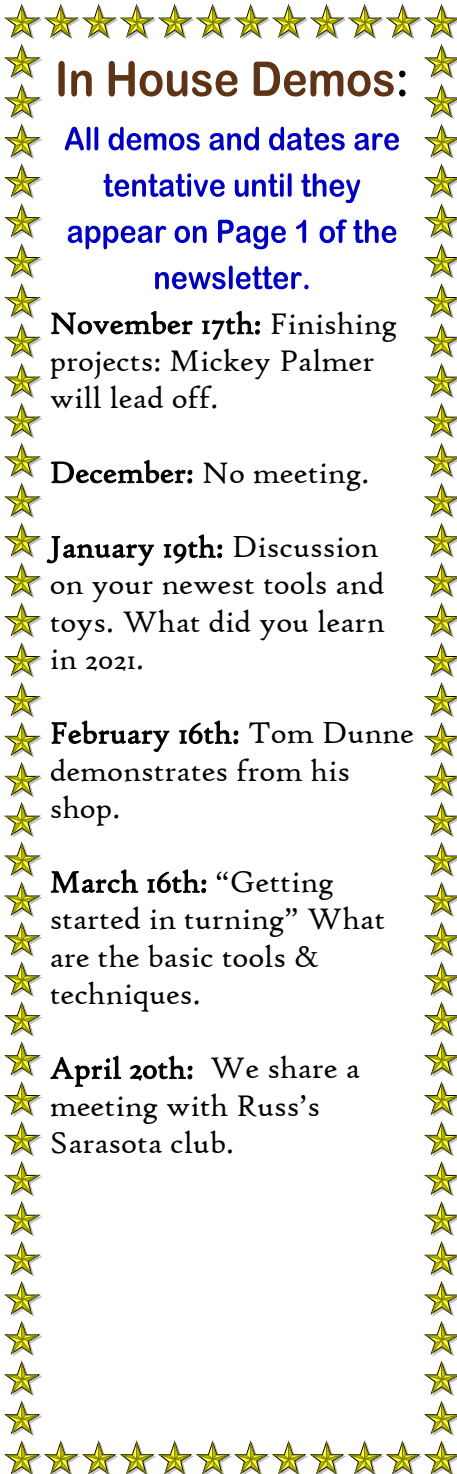 In House Demos:
All demos and dates are
tentative until they
appear on Page 1 of the
newsletter.
November 17th: Finishing
projects: Mickey Palmer
will lead off.
December: No meeting.
January 19th: Discussion
on your newest tools and
toys. What did you learn
in 2021.
February 16th: Tom Dunne
demonstrates from his
shop.
March 16th: “Getting
started in turning” What
are the basic tools &
techniques.
April 20th:  We share a
meeting with Russ’s
Sarasota club.